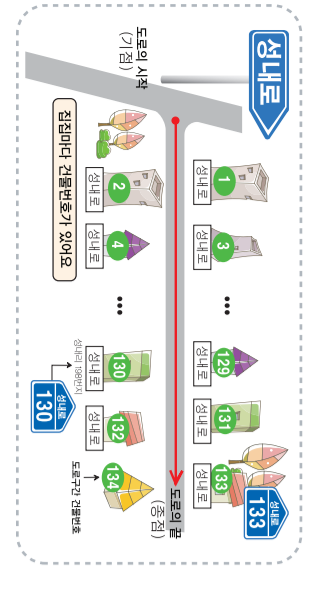 성내로
성내로
133
1
3
129
131
133
성내로
성내로
•••
성내로
성내로
성내로
도로의 시작
(기점)
도로의 끝
(종점)
2
4
130
132
134
성내로
성내로
•••
성내로
성내로
성내리 198번지
도로구간 건물번호
집집마다 건물번호가 있어요
성내로
130